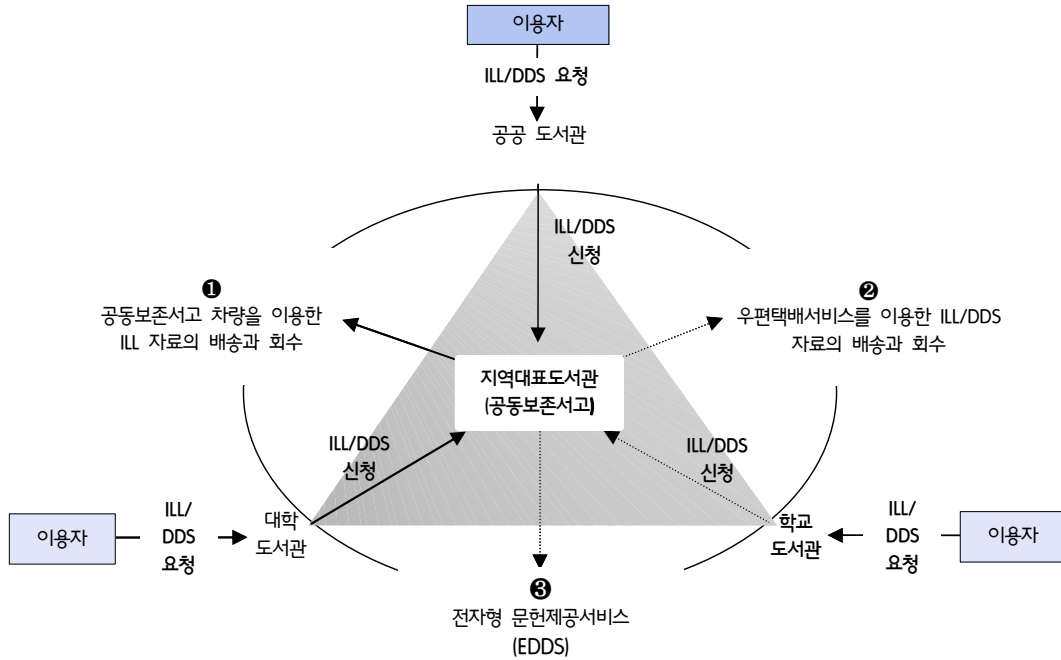 이용자
ILL/DDS 요청
공공 도서관
ILL/DDS
신청
❶
공동보존서고 차량을 이용한
ILL 자료의 배송과 회수
❷
우편택배서비스를 이용한 ILL/DDS
자료의 배송과 회수
지역대표도서관
(공동보존서고)
ILL/DDS
신청
ILL/DDS
신청
이용자
ILL/
DDS
요청
대학
도서관
학교
도서관
ILL/
DDS
요청
이용자
❸
전자형 문헌제공서비스
(EDDS)